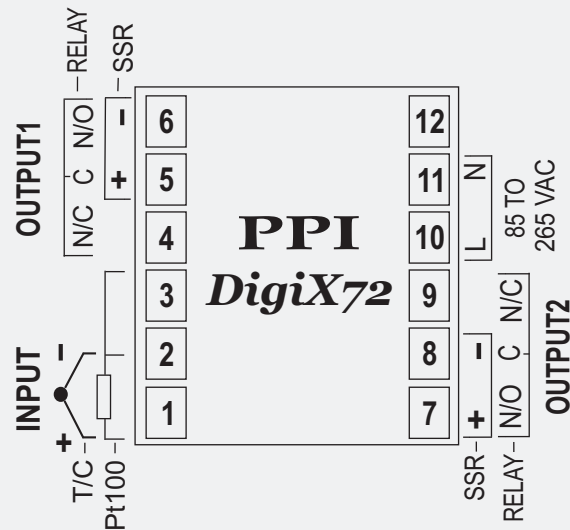 OUTPUT1
N/C C N/O – RELAY
+ – – SSR
INPUT
+ –
T/C –
Pt100 –
6
5
4
3
2
1
PPI
DigiX72
12
11
10
9
8
7
L N
85 TO
265 VAC
SSR – + –
RELAY – N/O C N/C
OUTPUT2